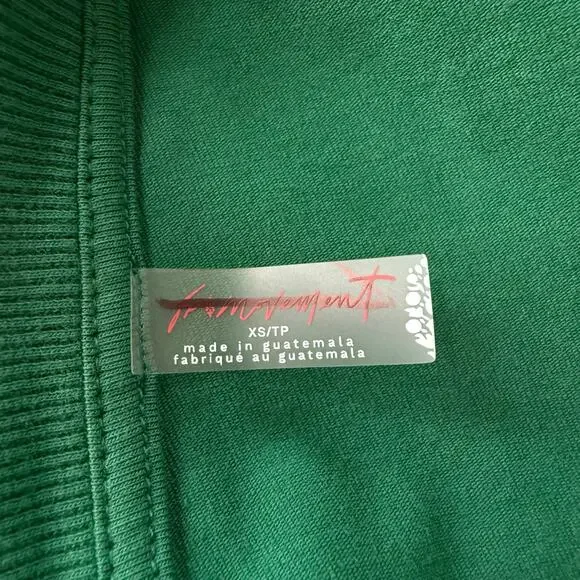 movement
XS/TP
made in guatemala
fabriqué au guatemala